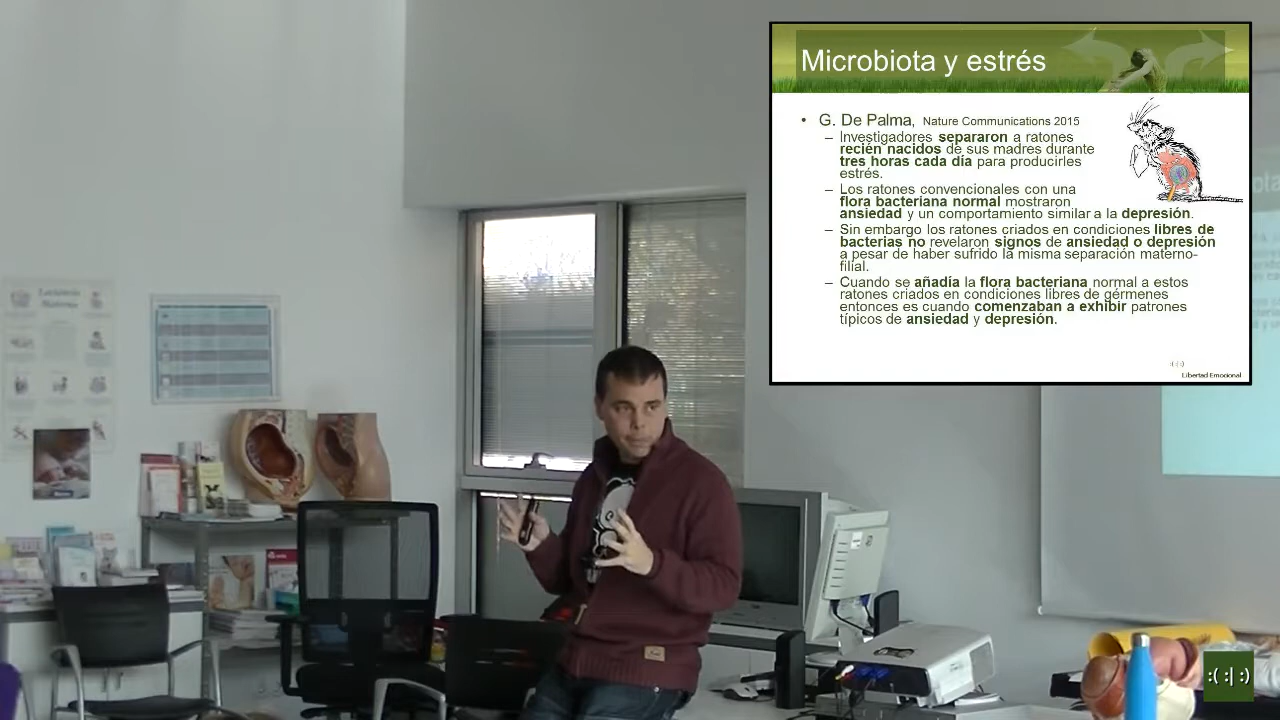 Microbiota y estrés
• G. De Palma, Nature Communications 2015
– Investigadores separaron a ratones
recién nacidos de sus madres durante
tres horas cada día para producirles
estrés.
– Los ratones convencionales con una
flora bacteriana normal mostraron
ansiedad y un comportamiento similar a la depresión.
– Sin embargo los ratones criados en condiciones libres de
bacterias no revelaron signos de ansiedad o depresión
a pesar de haber sufrido la misma separación materno-
filial.
– Cuando se añadía la flora bacteriana normal a estos
ratones criados en condiciones libres de gérmenes
entonces es cuando comenzaban a exhibir patrones
típicos de ansiedad y depresión.
:(:|:)
Libertad Emocional
:( :| :)